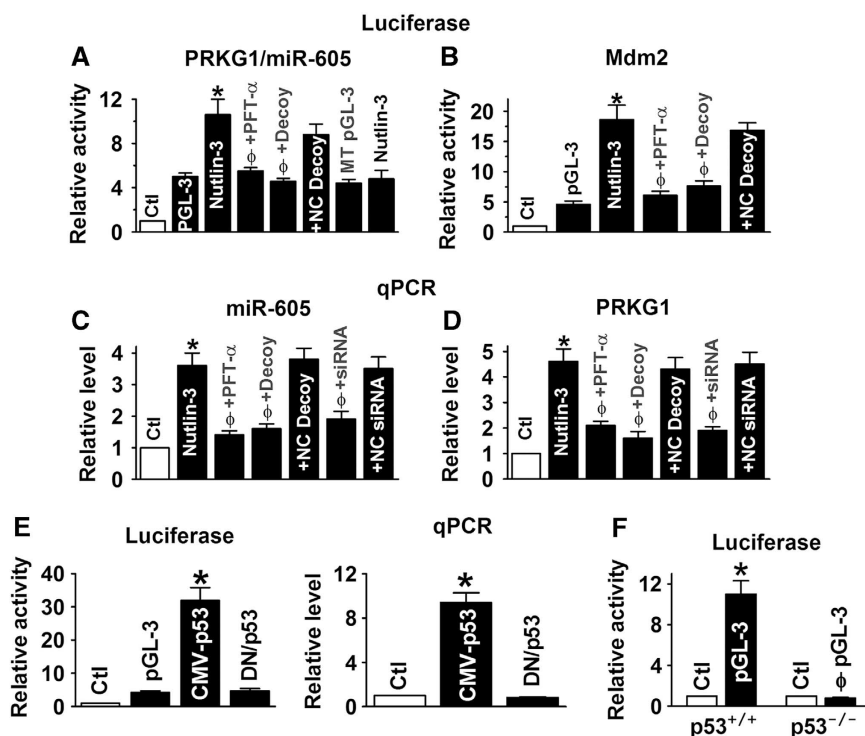 Luciferase
A
PRKG1/miR-605
Relative activity
12
8
4
0
Ctl
PGL-3
Nutlin-3
*
ϕ +PFT-α
ϕ +Decoy
+NC Decoy
MT pGL-3
Nutlin-3
B
Mdm2
Relative activity
20
15
10
5
0
Ctl
pGL-3
Nutlin-3
*
ϕ +PFT-α
ϕ +Decoy
+NC Decoy
qPCR
C
miR-605
Relative level
4
3
2
1
0
Ctl
Nutlin-3
*
ϕ +PFT-α
ϕ +Decoy
+NC Decoy
ϕ +siRNA
+NC siRNA
D
PRKG1
Relative level
5
4
3
2
1
0
Ctl
Nutlin-3
*
ϕ +PFT-α
ϕ +Decoy
+NC Decoy
ϕ +siRNA
+NC siRNA
E
Luciferase
Relative activity
40
30
20
10
0
Ctl
pGL-3
CMV-p53
*
DN/p53
qPCR
Relative level
12
8
4
0
Ctl
CMV-p53
*
DN/p53
F
Luciferase
Relative activity
12
8
4
0
Ctl
pGL-3
*
Ctl
ϕ pGL-3
p53+/+
p53−/−